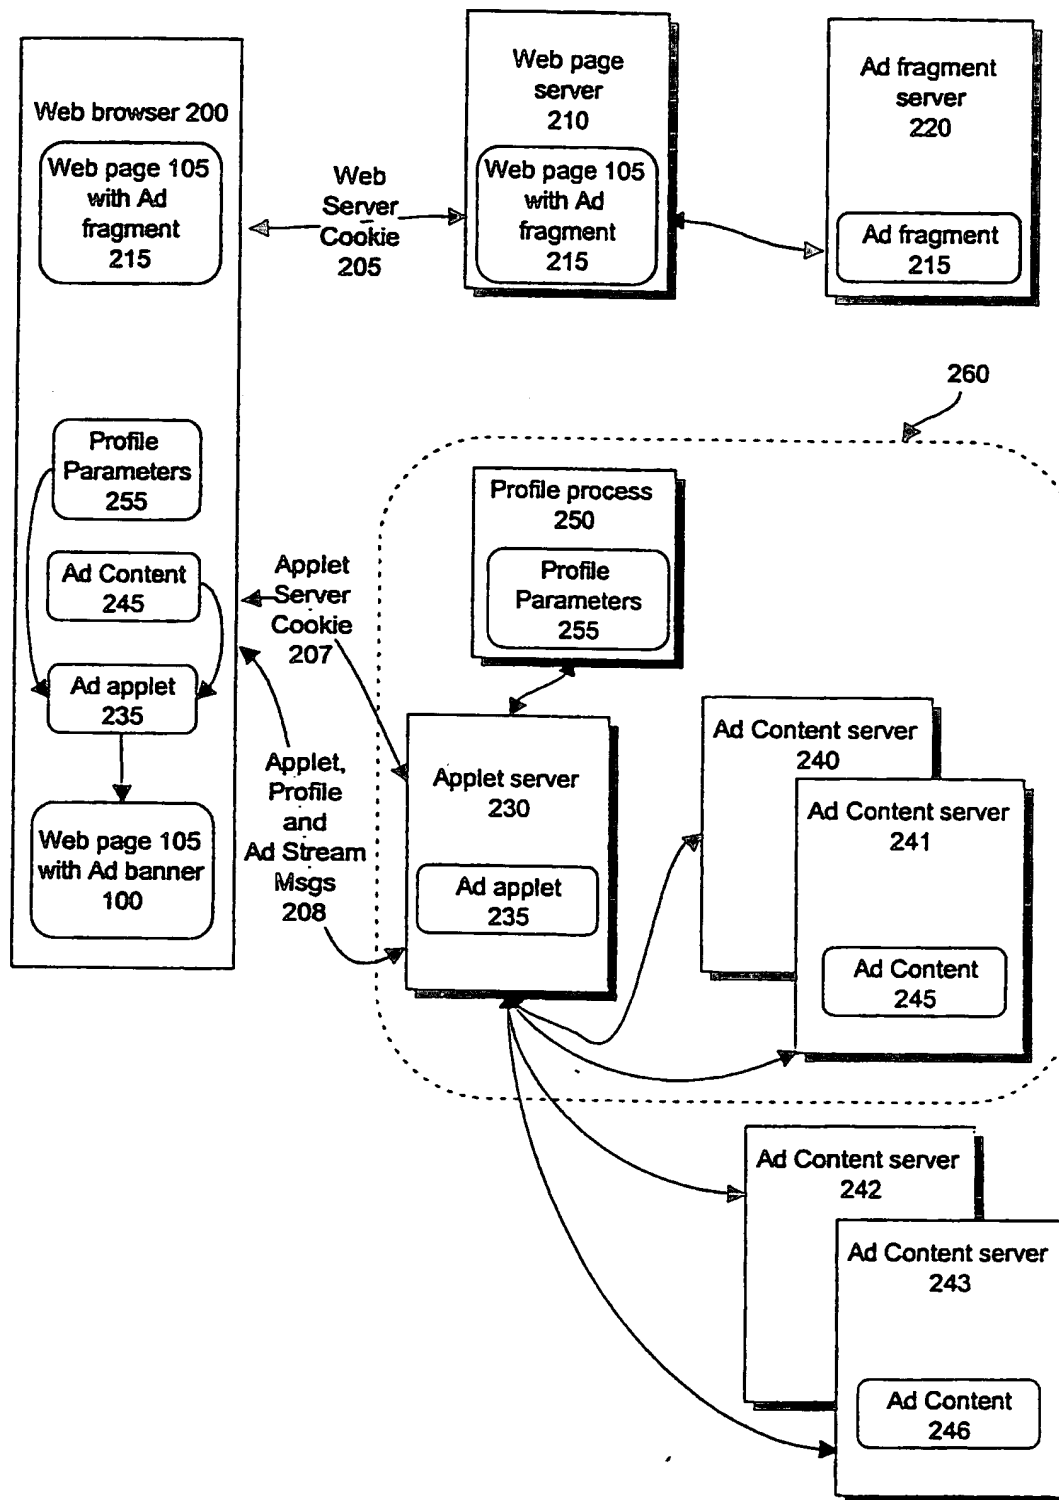 Web browser 200
Web page 105
with Ad
fragment
215
Web
Server
Cookie
205
Web page
server
210
Web page 105
with Ad
fragment
215
Ad fragment
server
220
Ad fragment
215
260
Profile
Parameters
255
Ad Content
245
Ad applet
235
Web page 105
with Ad banner
100
Applet
Server
Cookie
207
Applet,
Profile
and
Ad Stream
Msgs
208
Profile process
250
Profile
Parameters
255
Applet server
230
Ad applet
235
Ad Content server
240
Ad Content server
241
Ad Content
245
Ad Content server
242
Ad Content server
243
Ad Content
246